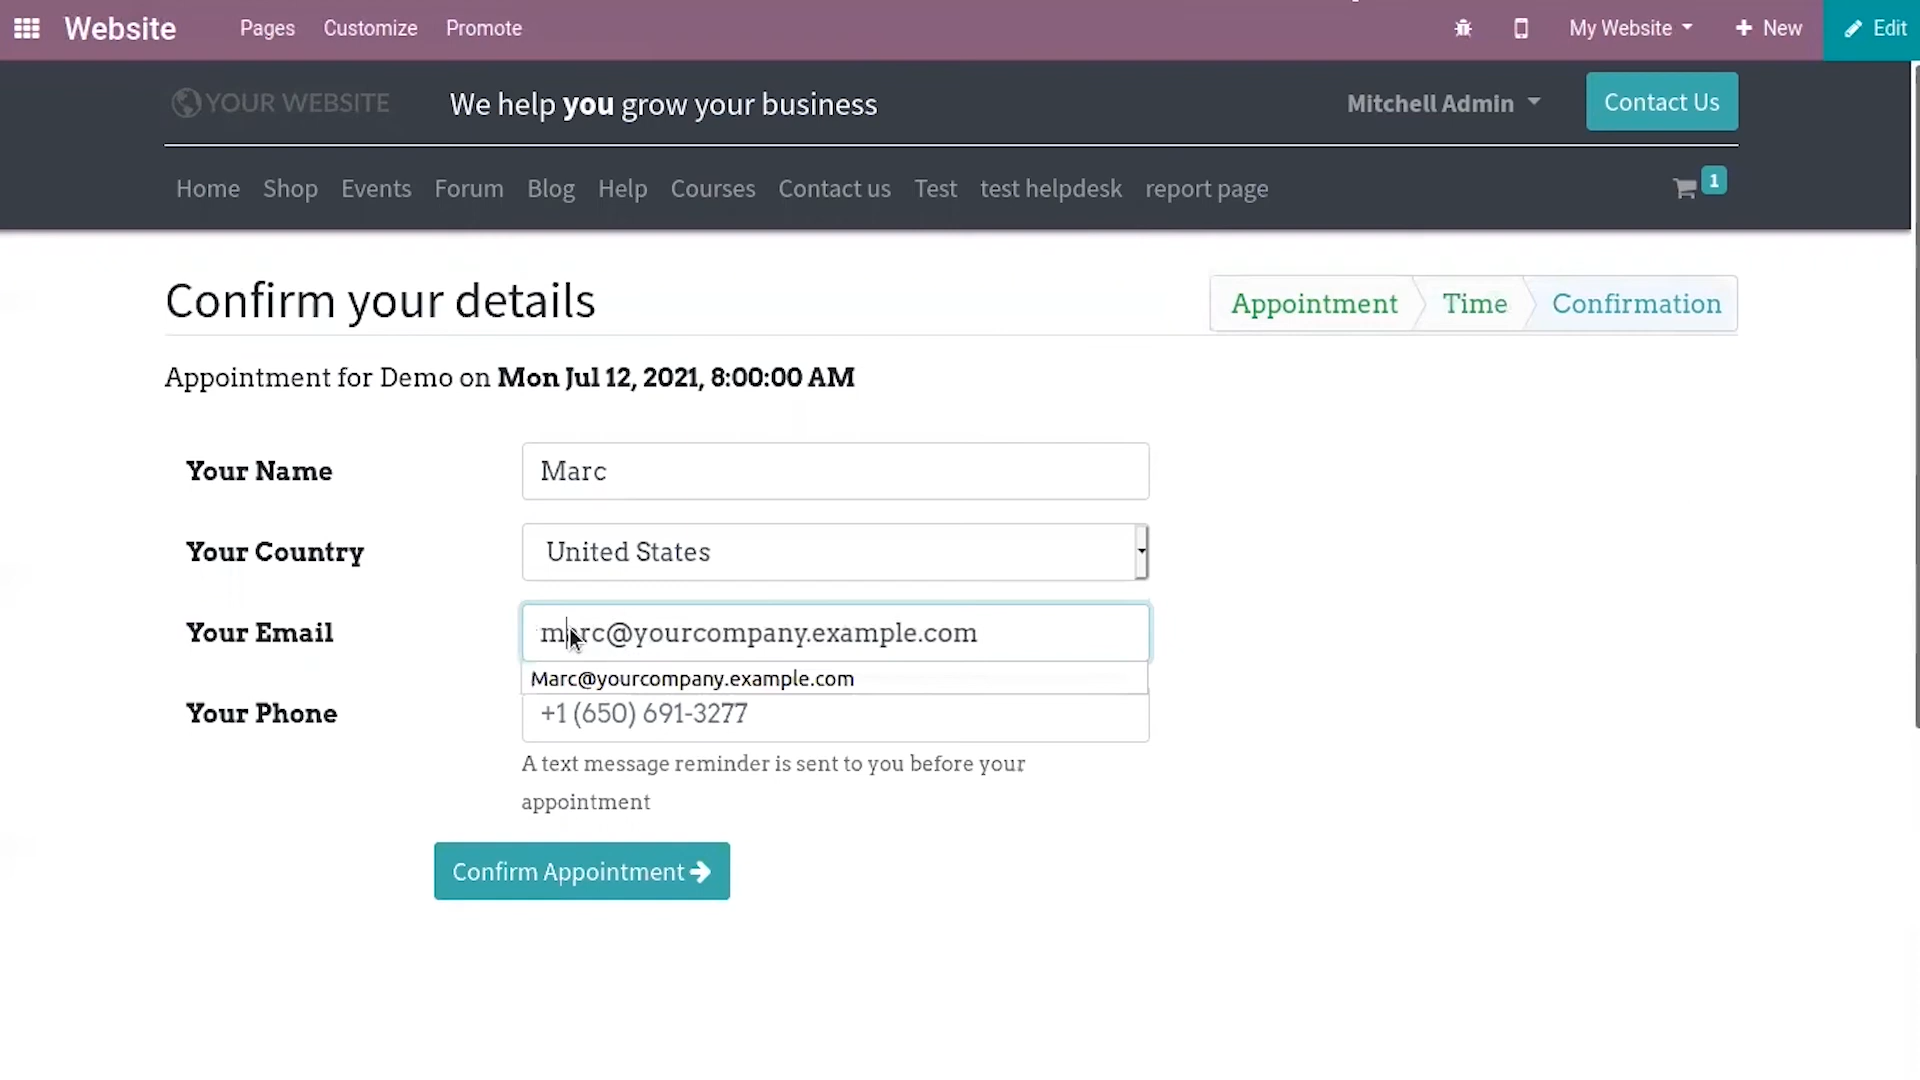 Website Pages Customize Promote My Website New Edit
YOUR WEBSITE We help you grow your business Mitchell Admin Contact Us
Home Shop Events Forum Blog Help Courses Contact us Test test helpdesk report page 1
Confirm your details Appointment Time Confirmation
Appointment for Demo on Mon Jul 12, 2021, 8:00:00 AM
Your Name Marc
Your Country United States
Your Email marc@yourcompany.example.com
Marc@yourcompany.example.com
Your Phone +1 (650) 691-3277
A text message reminder is sent to you before your
appointment
Confirm Appointment